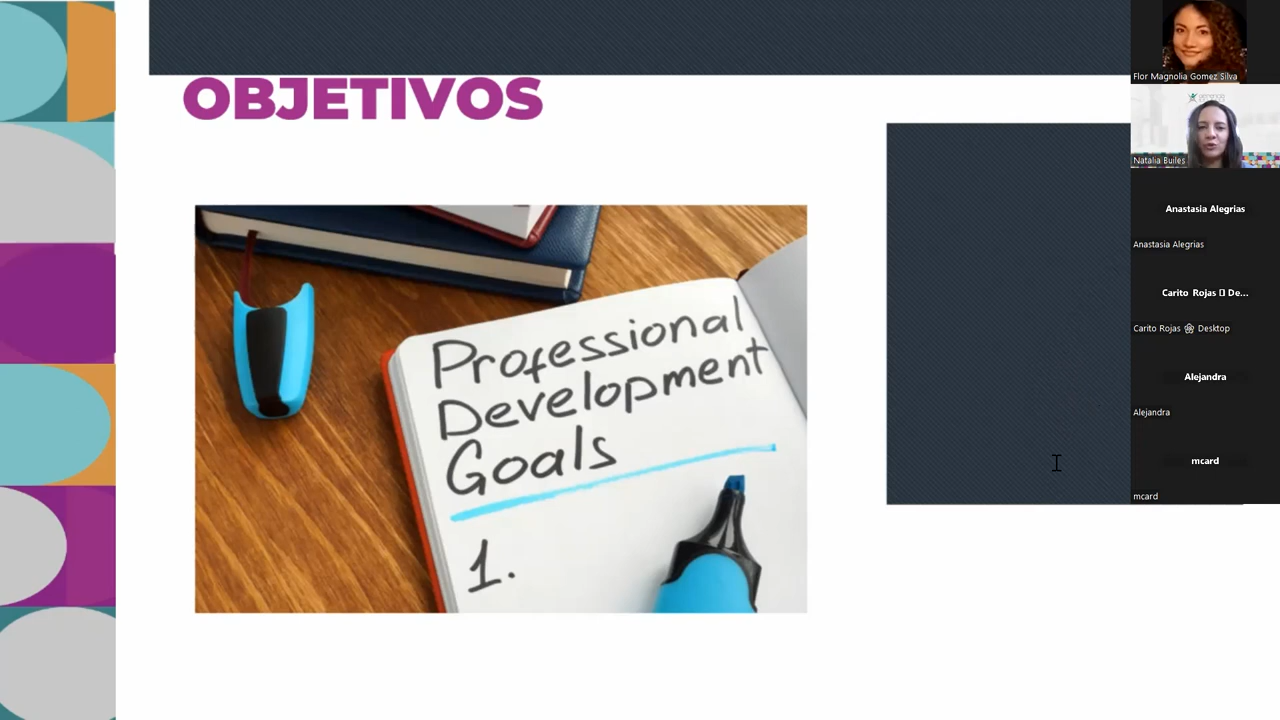 OBJETIVOS
Professional
Development
Goals
1.
Flor Magnolia Gomez Silva
Natalia Builes
Anastasia Alegrias
Anastasia Alegrias
Carito Rojas ▯ De...
Carito Rojas 🏵 Desktop
Alejandra
Alejandra
mcard
mcard